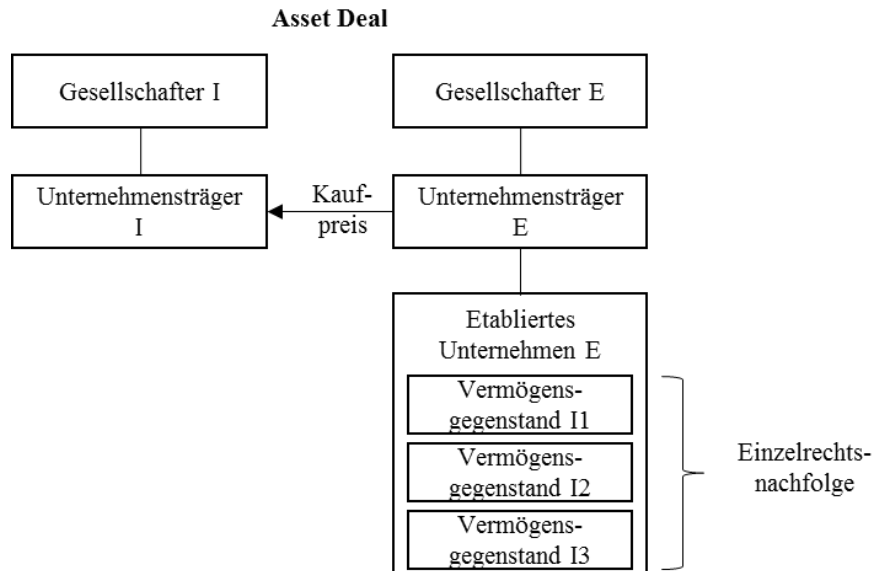 Asset Deal
Gesellschafter I
Gesellschafter E
Unternehmensträger
I
Kauf-
preis
Unternehmensträger
E
Etabliertes
Unternehmen E
Vermögens-
gegenstand I1
Vermögens-
gegenstand I2
Vermögens-
gegenstand I3
Einzelrechts-
nachfolge